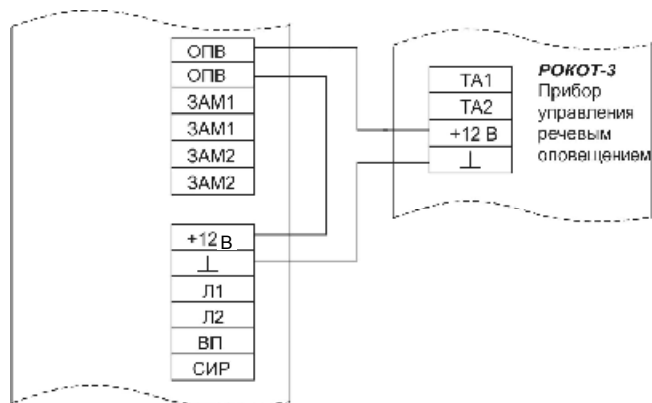 ОПВ
ОПВ
ЗАМ1
ЗАМ1
ЗАМ2
ЗАМ2
+12 В
⊥
Л1
Л2
ВП
СИР
ТА1
ТА2
+12 В
⊥
РОКОТ-3
Прибор
управления
речевым
оповещением